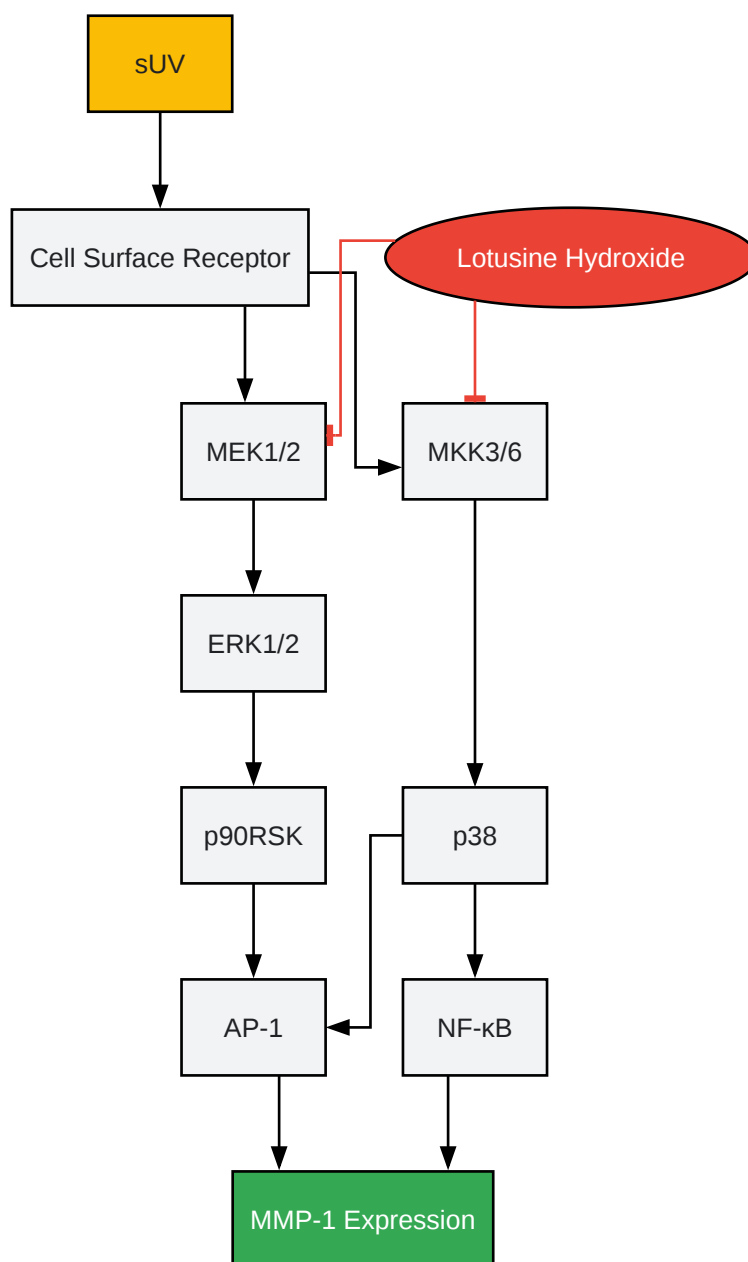 sUV
Cell Surface Receptor
Lotusine Hydroxide
MEK1/2
MKK3/6
ERK1/2
p90RSK
p38
AP-1
NF-κB
MMP-1 Expression